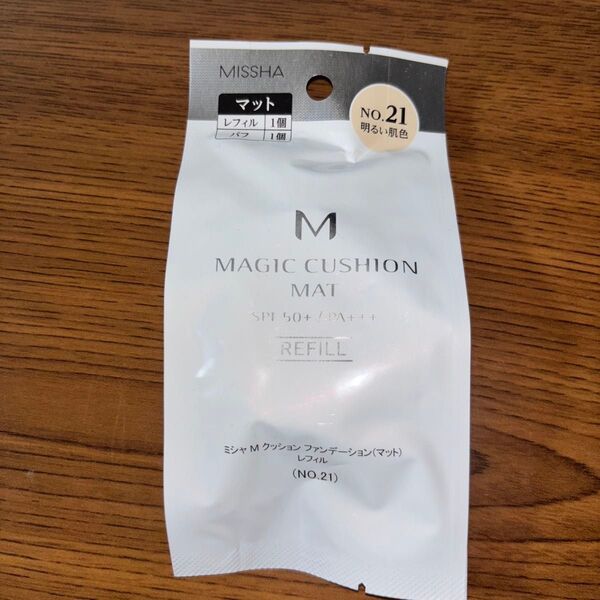 MISSHA
マット
レフィル 1個
パフ 1個
NO.21
明るい肌色
M
MAGIC CUSHION
MAT
SPF 50+ / PA+++
REFILL
ミシャ M クッション ファンデーション(マット)
レフィル
(NO.21)